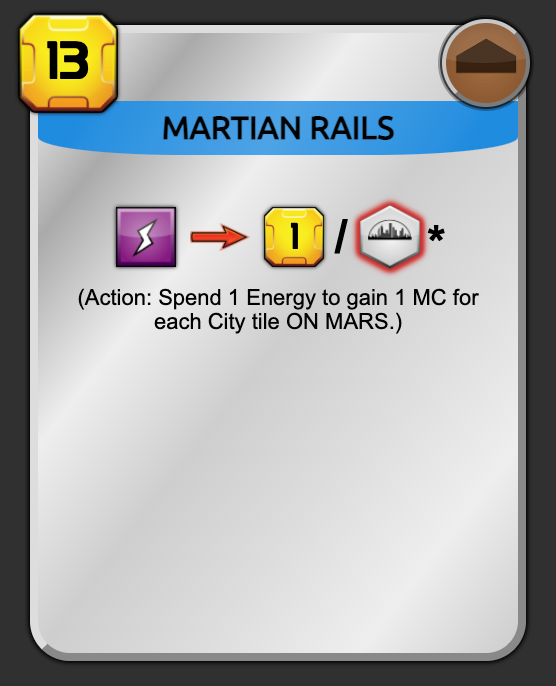 13
MARTIAN RAILS
1 / *
(Action: Spend 1 Energy to gain 1 MC for
each City tile ON MARS.)